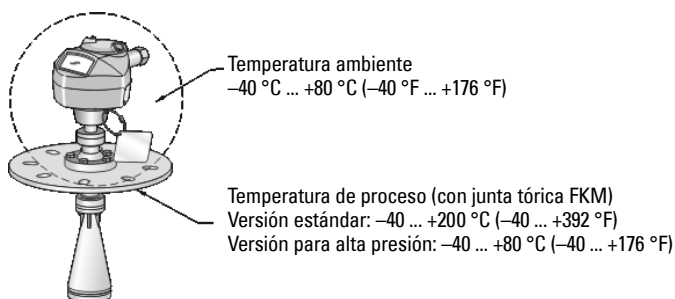 Temperatura ambiente
–40 °C ... +80 °C (–40 °F ... +176 °F)
Temperatura de proceso (con junta tórica FKM)
Versión estándar: –40 ... +200 °C (–40 ... +392 °F)
Versión para alta presión: –40 ... +80 °C (–40 ... +176 °F)